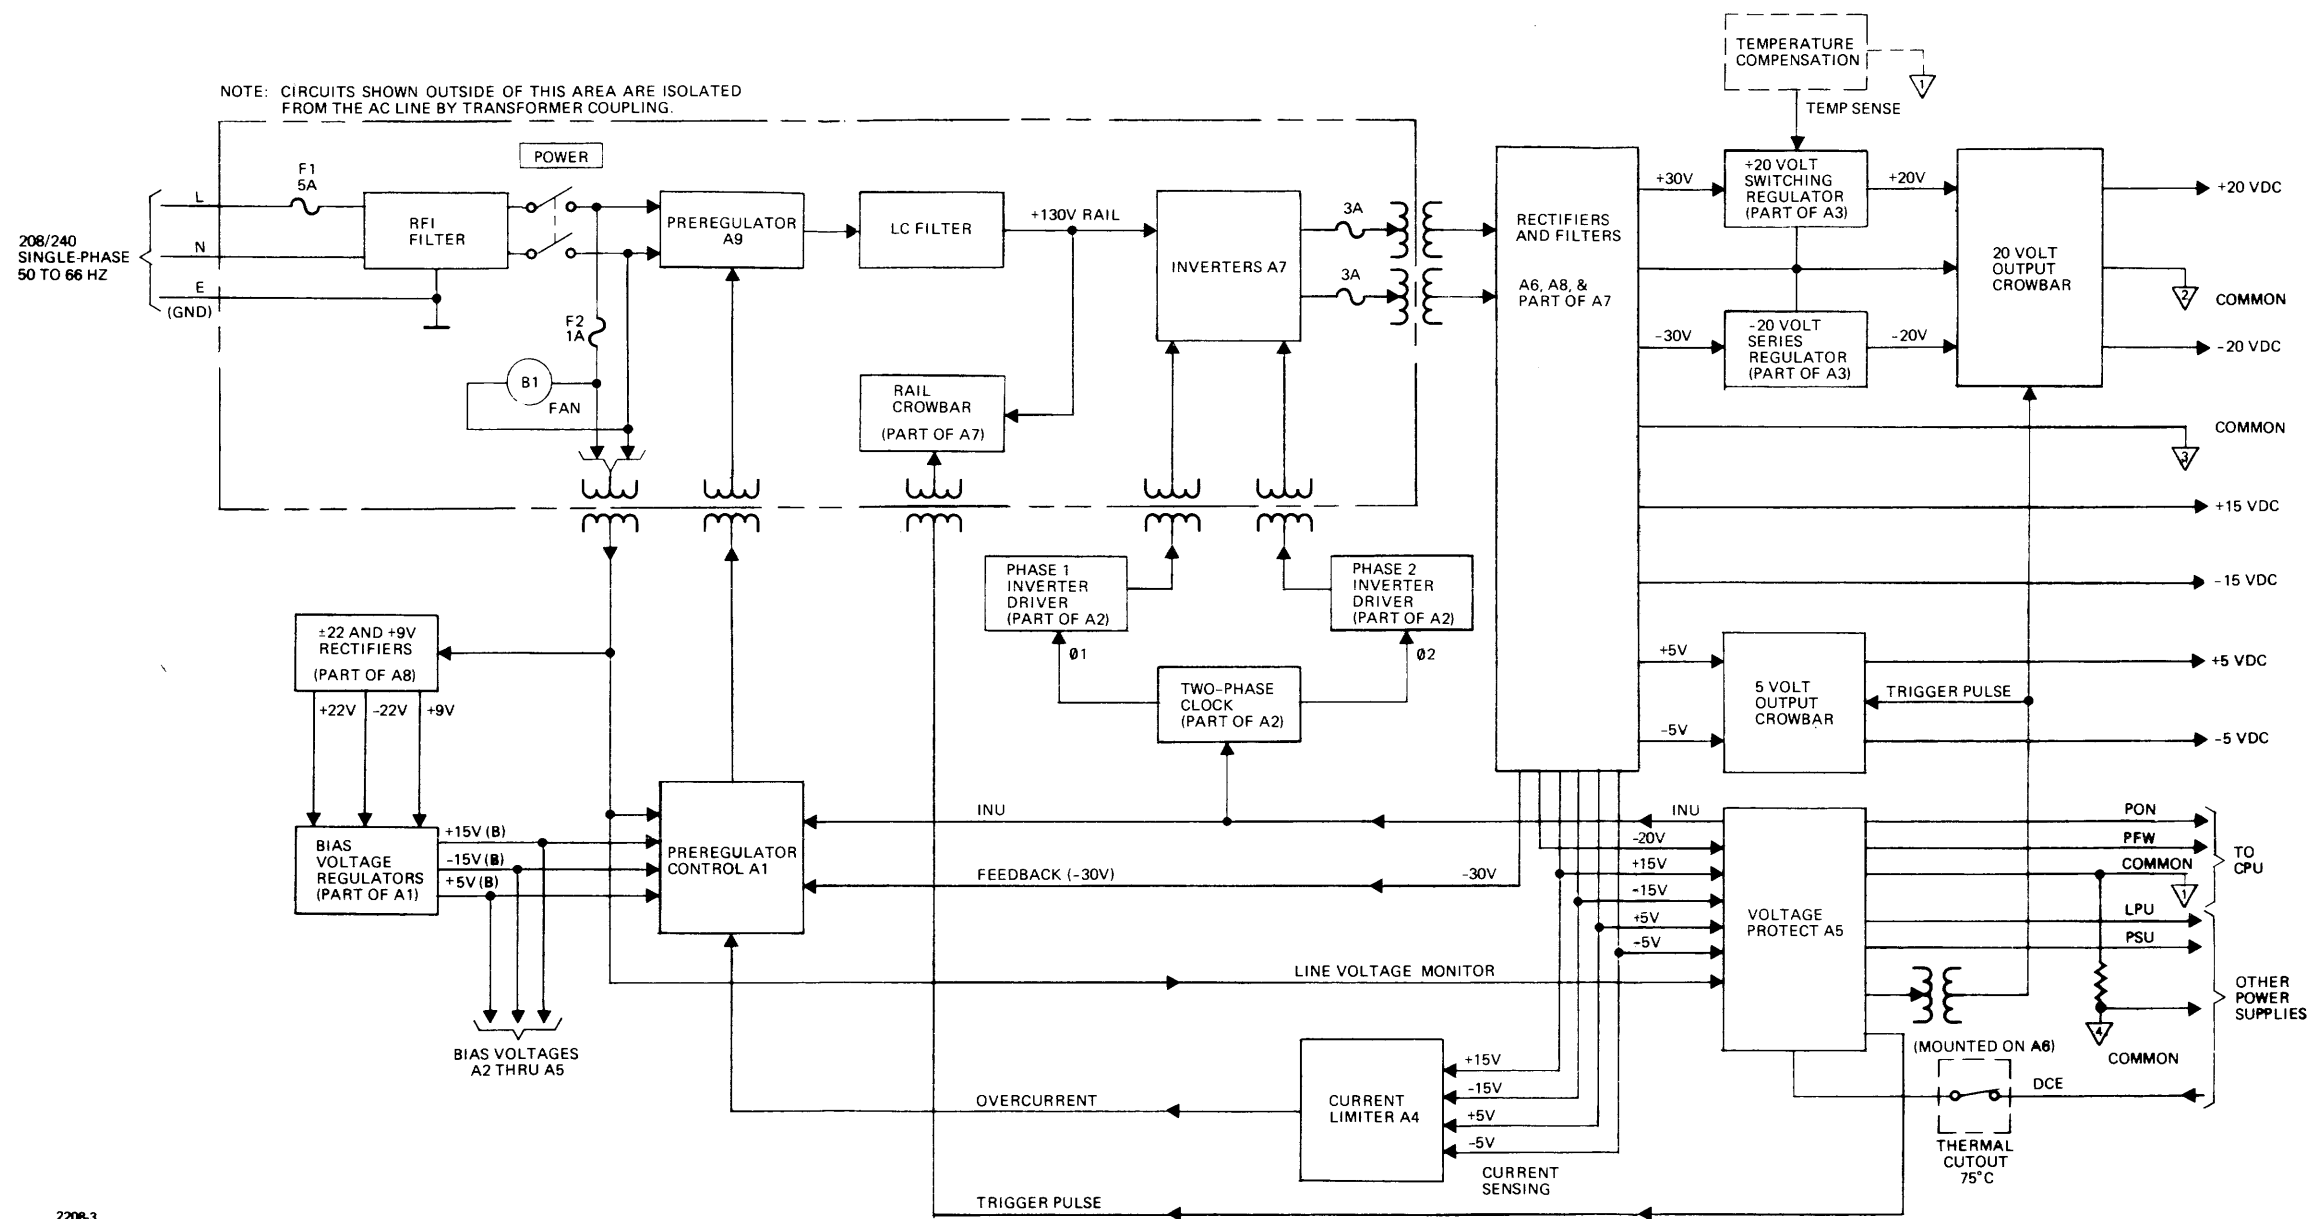 NOTE: CIRCUITS SHOWN OUTSIDE OF THIS AREA ARE ISOLATED
FROM THE AC LINE BY TRANSFORMER COUPLING.
TEMPERATURE
COMPENSATION
1
TEMP SENSE
POWER
F1
5A
L
N
E
(GND)
208/240
SINGLE-PHASE
50 TO 66 HZ
RFI
FILTER
F2
1A
B1
FAN
PREREGULATOR
A9
LC FILTER
+130V RAIL
INVERTERS A7
3A
3A
RAIL
CROWBAR
(PART OF A7)
RECTIFIERS
AND FILTERS
A6, A8, &
PART OF A7
+30V
+20 VOLT
SWITCHING
REGULATOR
(PART OF A3)
+20V
-30V
-20 VOLT
SERIES
REGULATOR
(PART OF A3)
-20V
20 VOLT
OUTPUT
CROWBAR
+20 VDC
2
COMMON
-20 VDC
COMMON
3
+15 VDC
-15 VDC
+5V
-5V
5 VOLT
OUTPUT
CROWBAR
TRIGGER PULSE
+5 VDC
-5 VDC
PHASE 1
INVERTER
DRIVER
(PART OF A2)
PHASE 2
INVERTER
DRIVER
(PART OF A2)
Ø1
Ø2
TWO-PHASE
CLOCK
(PART OF A2)
±22 AND +9V
RECTIFIERS
(PART OF A8)
+22V
-22V
+9V
BIAS
VOLTAGE
REGULATORS
(PART OF A1)
+15V (B)
-15V (B)
+5V (B)
BIAS VOLTAGES
A2 THRU A5
PREREGULATOR
CONTROL A1
INU
INU
FEEDBACK (-30V)
-30V
-20V
+15V
-15V
+5V
-5V
LINE VOLTAGE MONITOR
VOLTAGE
PROTECT A5
PON
PFW
COMMON
1
TO
CPU
LPU
PSU
OTHER
POWER
SUPPLIES
4
COMMON
(MOUNTED ON A6)
DCE
THERMAL
CUTOUT
75°C
CURRENT
LIMITER A4
+15V
-15V
+5V
-5V
CURRENT
SENSING
OVERCURRENT
TRIGGER PULSE
2208-3